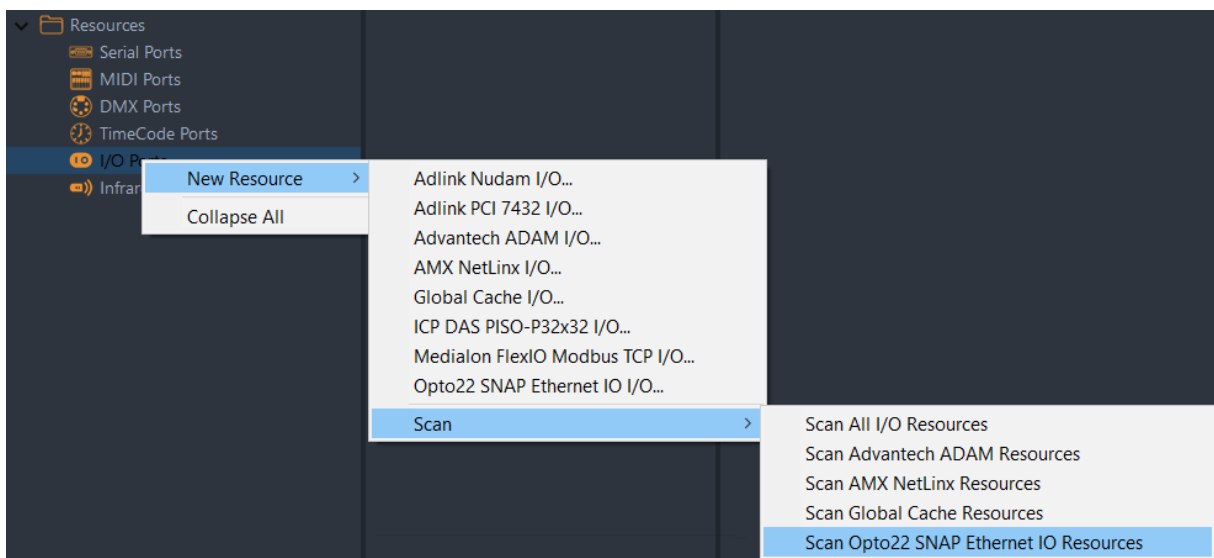 Resources
Serial Ports
MIDI Ports
DMX Ports
TimeCode Ports
I/O
Infrar
New Resource
Collapse All
Adlink Nudam I/O...
Adlink PCI 7432 I/O...
Advantech ADAM I/O...
AMX NetLinx I/O...
Global Cache I/O...
ICP DAS PISO-P32x32 I/O...
Medialon FlexIO Modbus TCP I/O...
Opto22 SNAP Ethernet IO I/O...
Scan
Scan All I/O Resources
Scan Advantech ADAM Resources
Scan AMX NetLinx Resources
Scan Global Cache Resources
Scan Opto22 SNAP Ethernet IO Resources